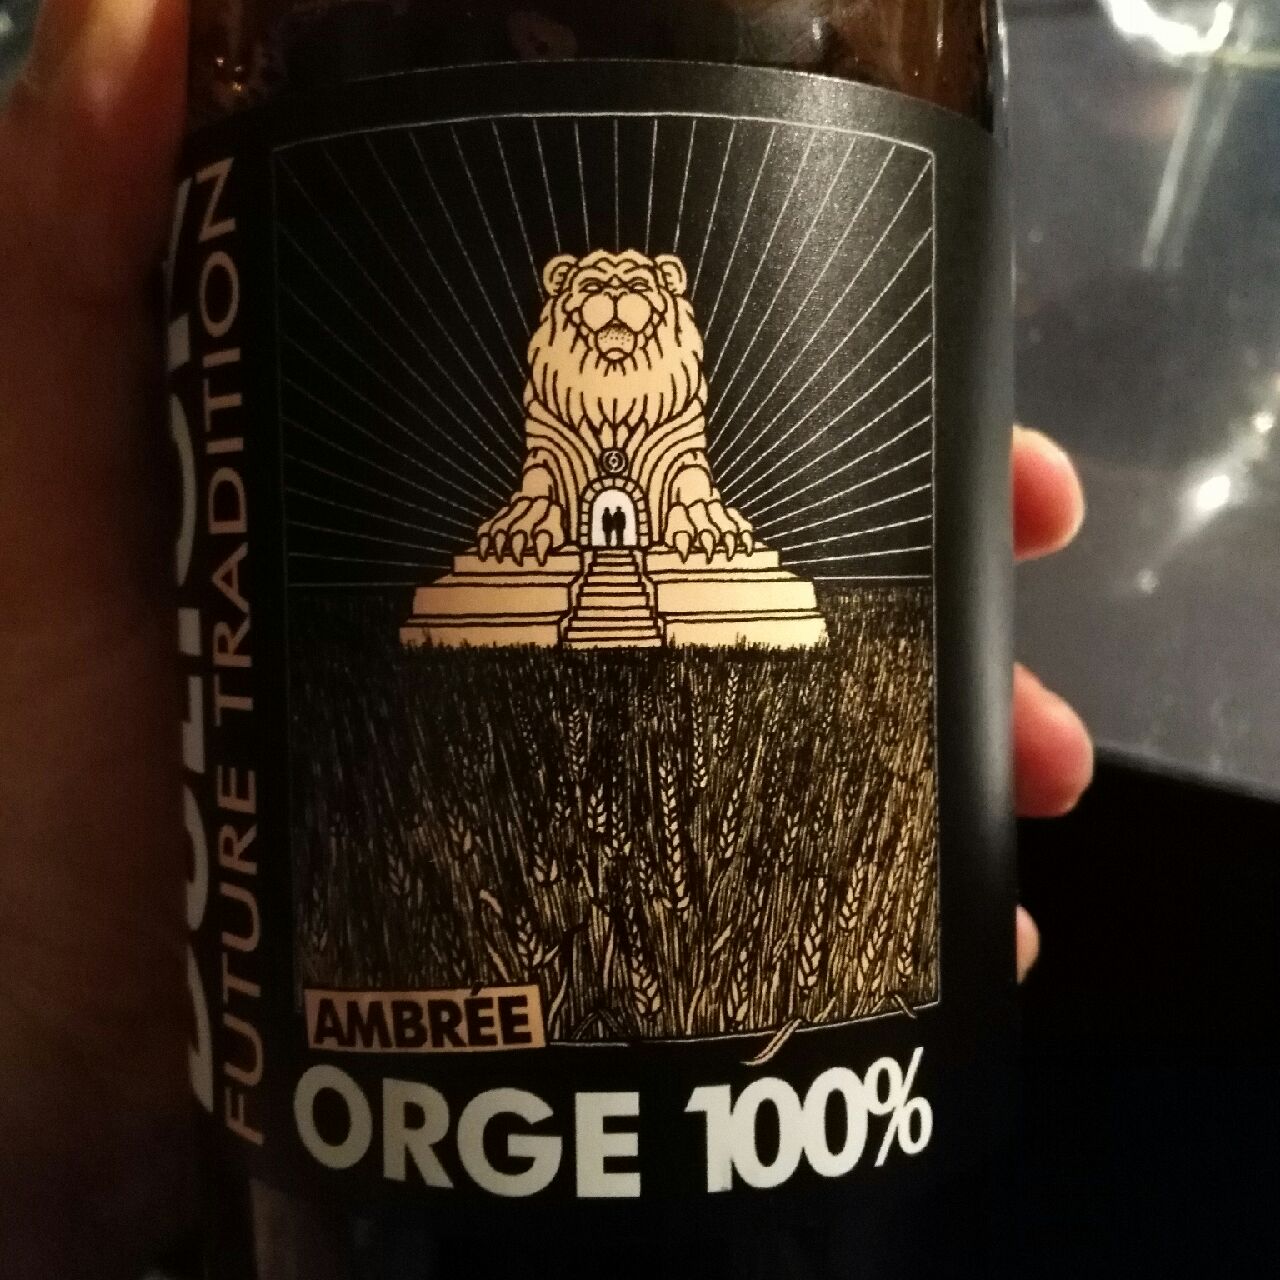 FUTURE TRADITION
AMBRÉE
ORGE 100%